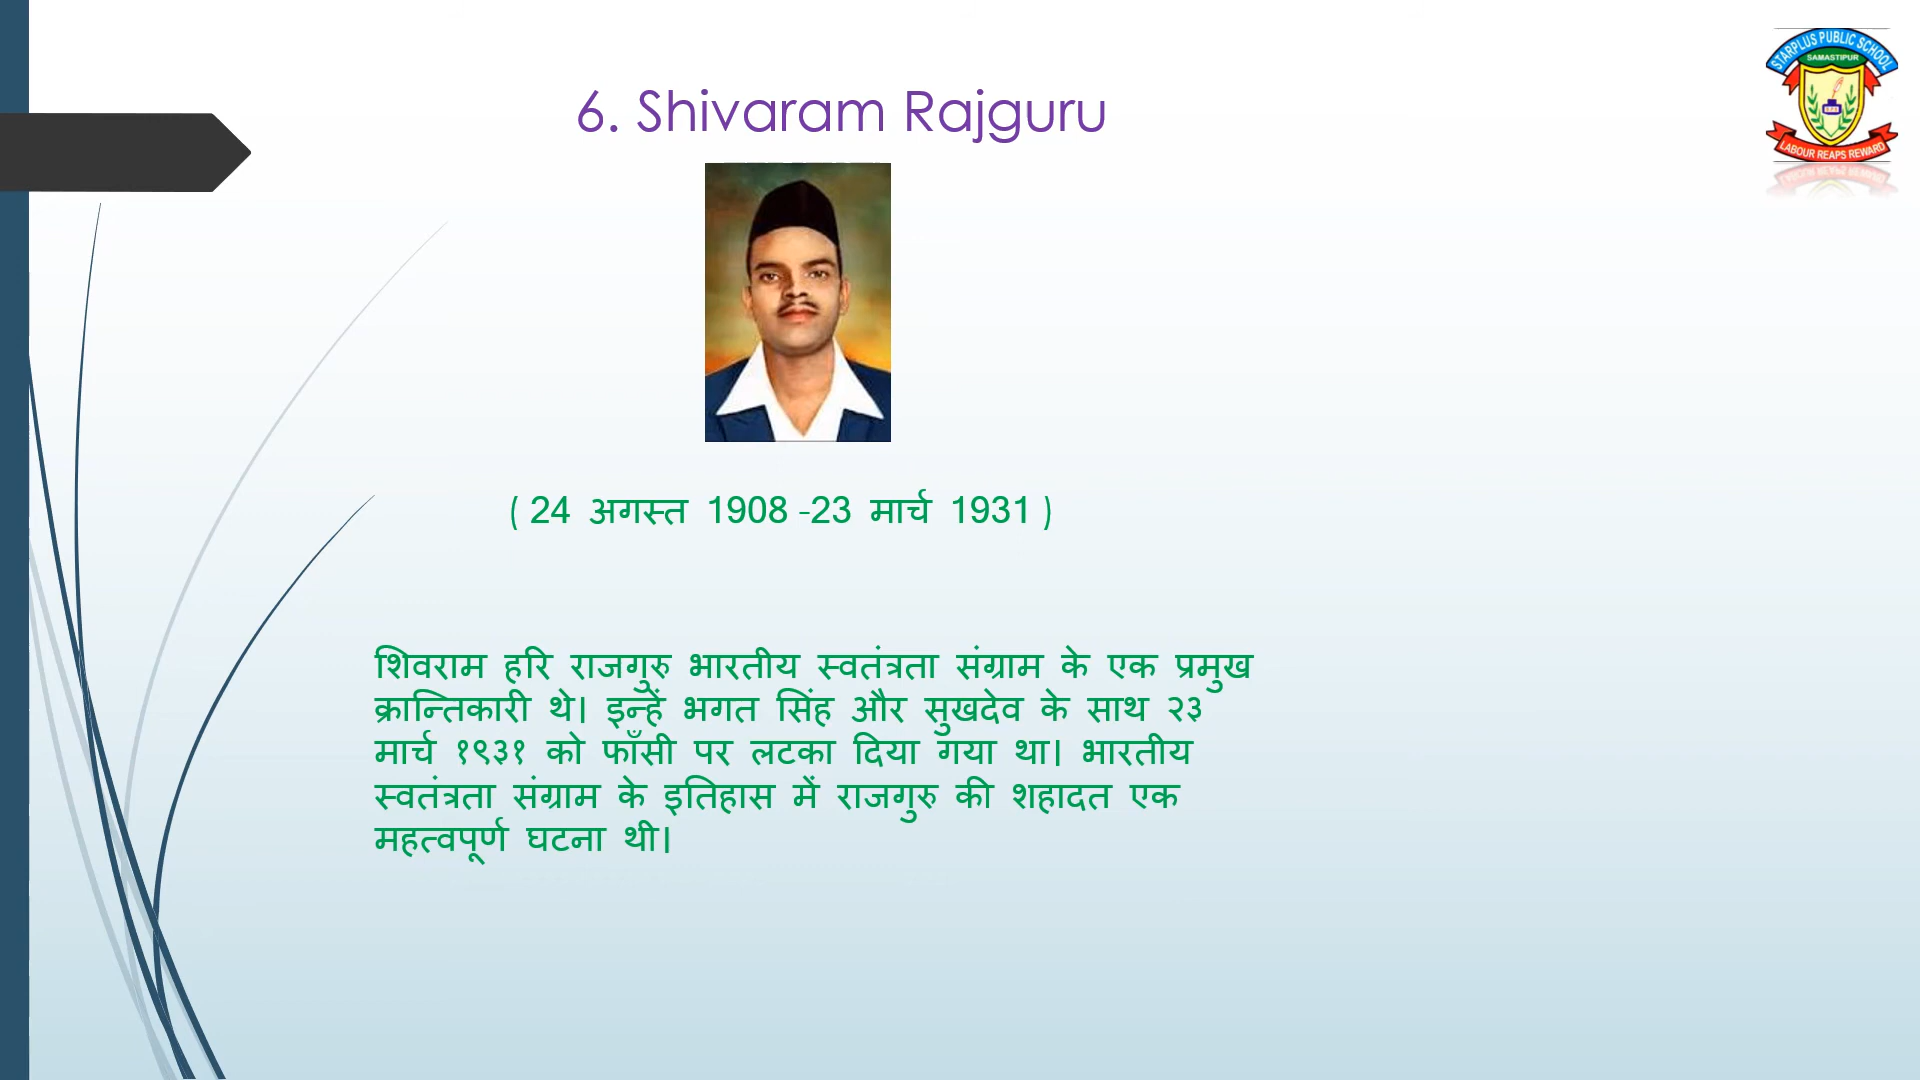 STARPLUS PUBLIC SCHOOL
SAMASTIPUR
LABOUR REAPS REWARD
6. Shivaram Rajguru
( 24 अगस्त 1908 -23 मार्च 1931 )
शिवराम हरि राजगुरु भारतीय स्वतंत्रता संग्राम के एक प्रमुख
क्रान्तिकारी थे। इन्हें भगत सिंह और सुखदेव के साथ २३
मार्च १९३१ को फाँसी पर लटका दिया गया था। भारतीय
स्वतंत्रता संग्राम के इतिहास में राजगुरु की शहादत एक
महत्वपूर्ण घटना थी।